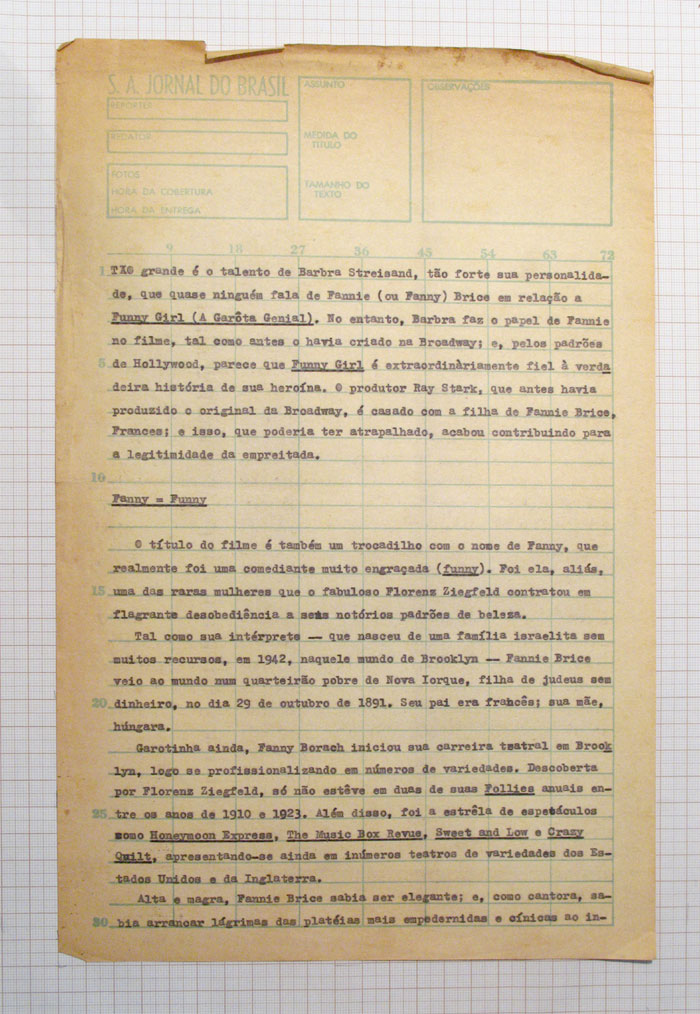 S. A. JORNAL DO BRASIL
REPÓRTER
REDATOR
FOTOS
HORA DA COBERTURA
HORA DA ENTREGA
ASSUNTO
MEDIDA DO
TÍTULO
TAMANHO DO
TEXTO
OBSERVAÇÕES
9 18 27 36 45 54 63 72
1 TÃO grande é o talento de Barbra Streisand, tão forte sua personalida-
de, que quase ninguém fala de Fannie (ou Fanny) Brice em relação a
Funny Girl (A Garôta Genial). No entanto, Barbra faz o papel de Fannie
no filme, tal como antes o havia criado na Broadway; e, pelos padrões
5 de Hollywood, parece que Funny Girl é extraordinàriamente fiel à verda
deira história de sua heroína. O produtor Ray Stark, que antes havia
produzido o original da Broadway, é casado com a filha de Fannie Brice,
Frances; e isso, que poderia ter atrapalhado, acabou contribuindo para
a legitimidade da empreitada.
10
Fanny = Funny
O título do filme é também um trocadilho com o nome de Fanny, que
realmente foi uma comediante muito engraçada (funny). Foi ela, aliás,
15 uma das raras mulheres que o fabuloso Florenz Ziegfeld contratou em
flagrante desobediência a seus notórios padrões de beleza.
Tal como sua intérprete -- que nasceu de uma família israelita sem
muitos recursos, em 1942, naquele mundo de Brooklyn -- Fannie Brice
veio ao mundo num quarteirão pobre de Nova Iorque, filha de judeus sem
20 dinheiro, no dia 29 de outubro de 1891. Seu pai era francês; sua mãe,
húngara.
Garotinha ainda, Fanny Borach iniciou sua carreira teatral em Brook
lyn, logo se profissionalizando em números de variedades. Descoberta
por Florenz Ziegfeld, só não estêve em duas de suas Follies anuais en-
25 tre os anos de 1910 e 1923. Além disso, foi a estrêla de espetáculos
como Honeymoon Express, The Music Box Revue, Sweet and Low e Crazy
Quilt, apresentando-se ainda em inúmeros teatros de variedades dos Es-
tados Unidos e da Inglaterra.
Alta e magra, Fannie Brice sabia ser elegante; e, como cantora, sa-
30 bia arrancar lágrimas das platéias mais empedernidas e cínicas ao in-